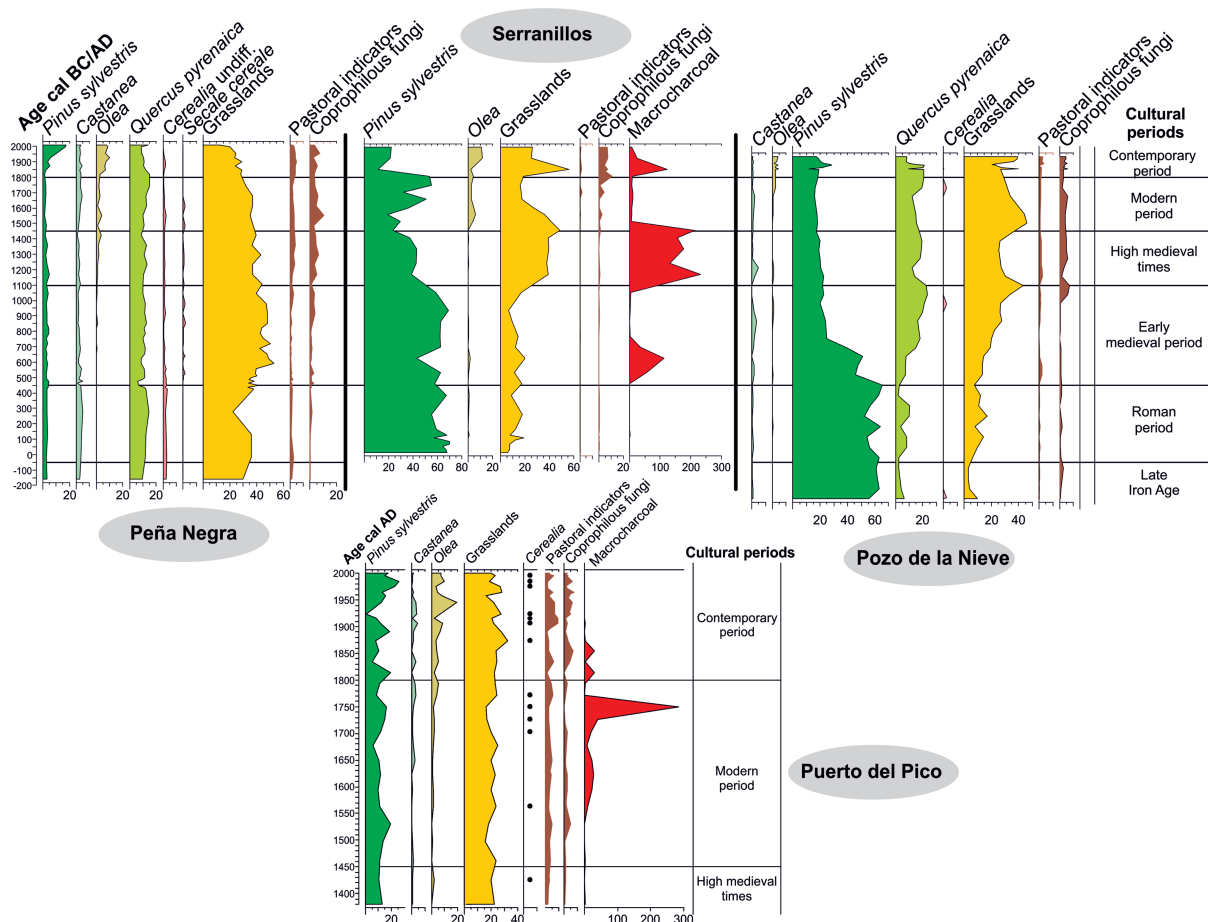 Serranillos
Age cal BC/AD
Pinus sylvestris
Castanea
Olea
Quercus pyrenaica
Cerealia undiff.
Secale cereale
Grasslands
Pastoral indicators
Coprophilous fungi
Pinus sylvestris
Olea
Grasslands
Pastoral indicators
Coprophilous fungi
Macrocharcoal
Castanea
Olea
Pinus sylvestris
Quercus pyrenaica
Cerealia
Grasslands
Pastoral indicators
Coprophilous fungi
Cultural
periods
2000
1900
1800
1700
1600
1500
1400
1300
1200
1100
1000
900
800
700
600
500
400
300
200
100
0
-100
-200
Contemporary
period
Modern
period
High medieval
times
Early
medieval period
Roman
period
Late
Iron Age
20 20 20 20 40 60 20 20
20 40 60 80 20 20 40 60 20 100 200 300
20 40 60 20 20 40 20
Peña Negra
Pozo de la Nieve
Age cal AD
Pinus sylvestris
Castanea
Olea
Grasslands
Cerealia
Pastoral indicators
Coprophilous fungi
Macrocharcoal
Cultural periods
2000
1950
1900
1850
1800
1750
1700
1650
1600
1550
1500
1450
1400
Contemporary
period
Modern
period
High medieval
times
20 20 20 40 20 100 200 300
Puerto del Pico